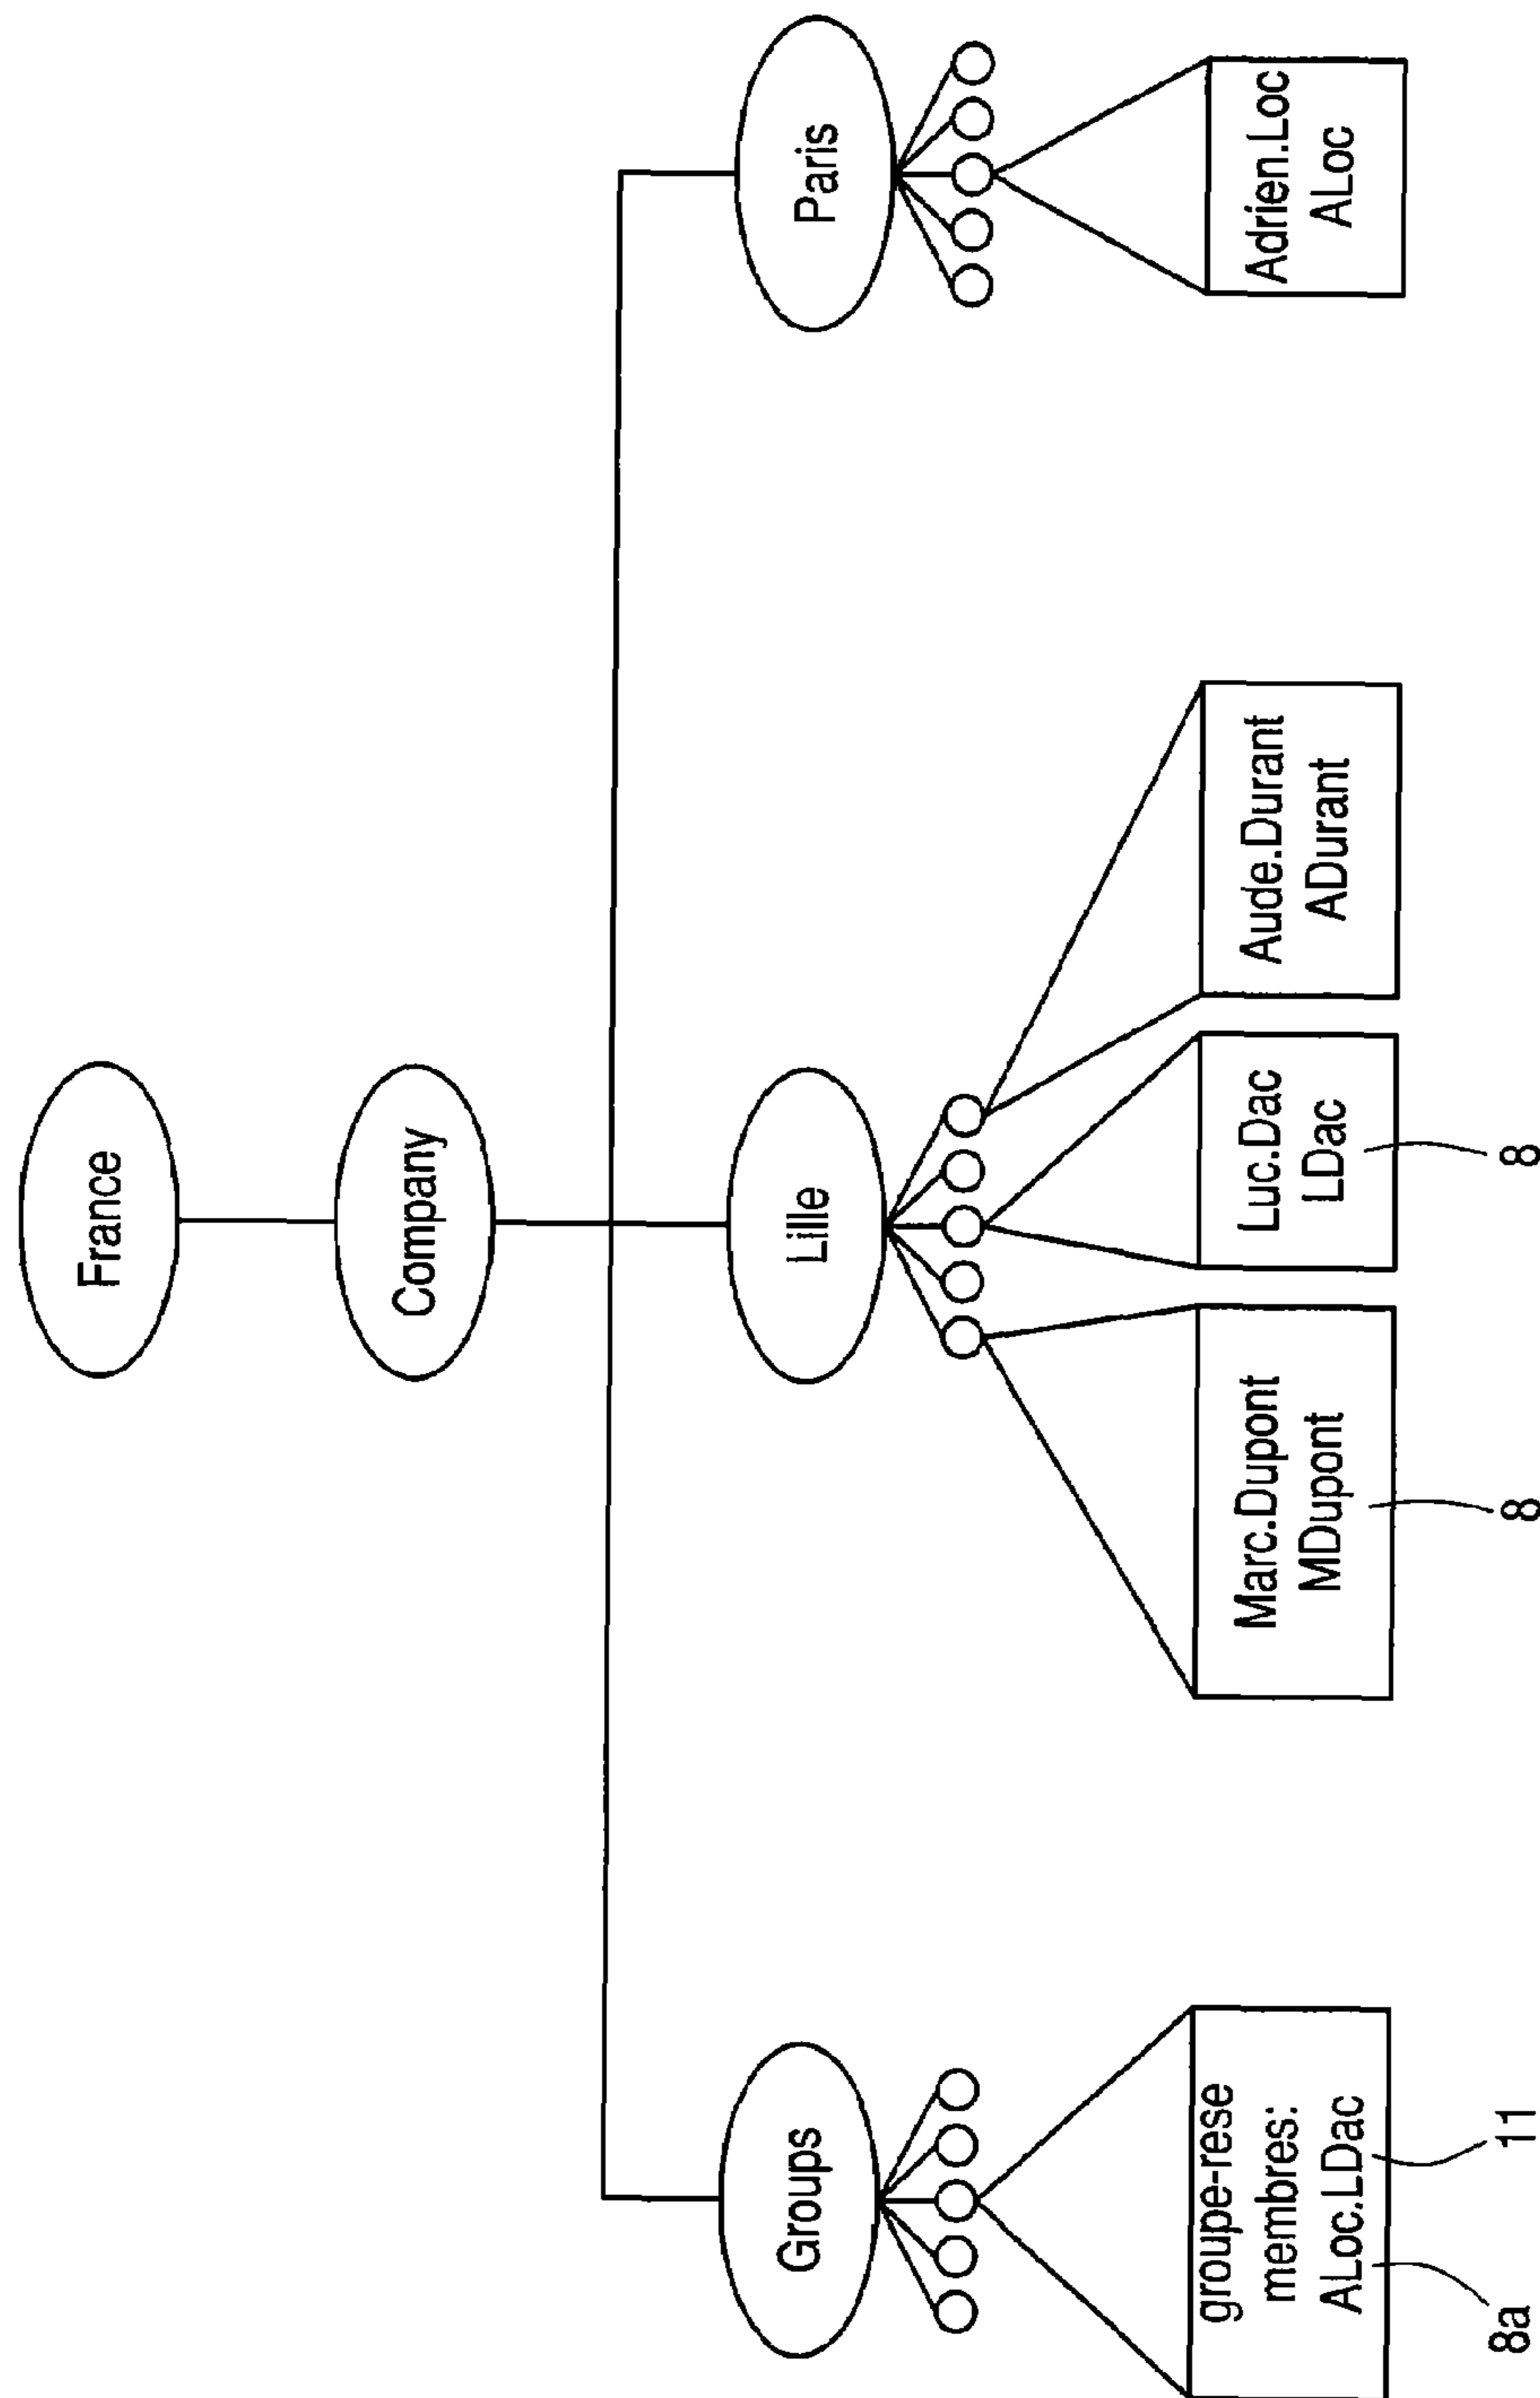 France
Company
Groups
Lille
Paris
groupe-rese
membres:
ALoc.LDac
Marc.Dupont
MDupont
Luc.Dac
LDac
Aude.Durant
ADurant
Adrien.Loc
ALoc
8a
11
8
8